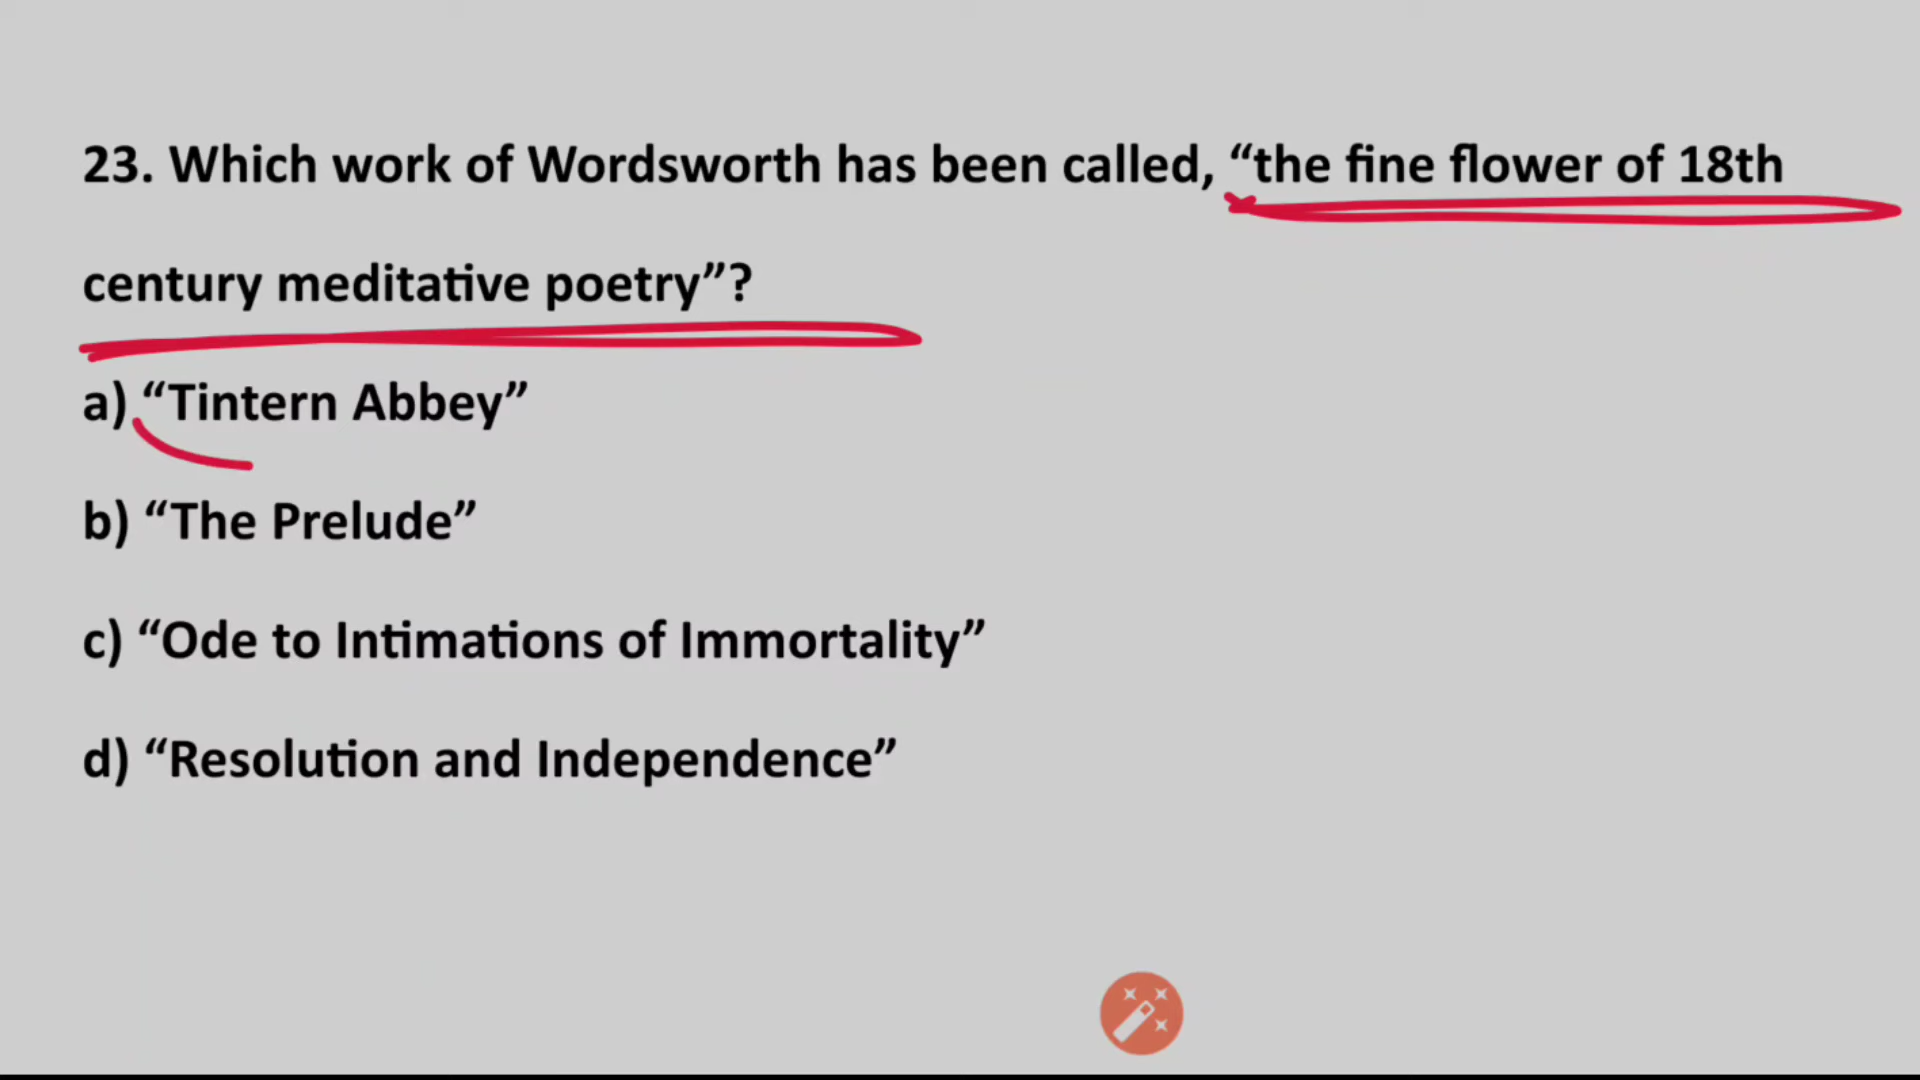 23. Which work of Wordsworth has been called, “the fine flower of 18th
century meditative poetry”?
a) “Tintern Abbey”
b) “The Prelude”
c) “Ode to Intimations of Immortality”
d) “Resolution and Independence”